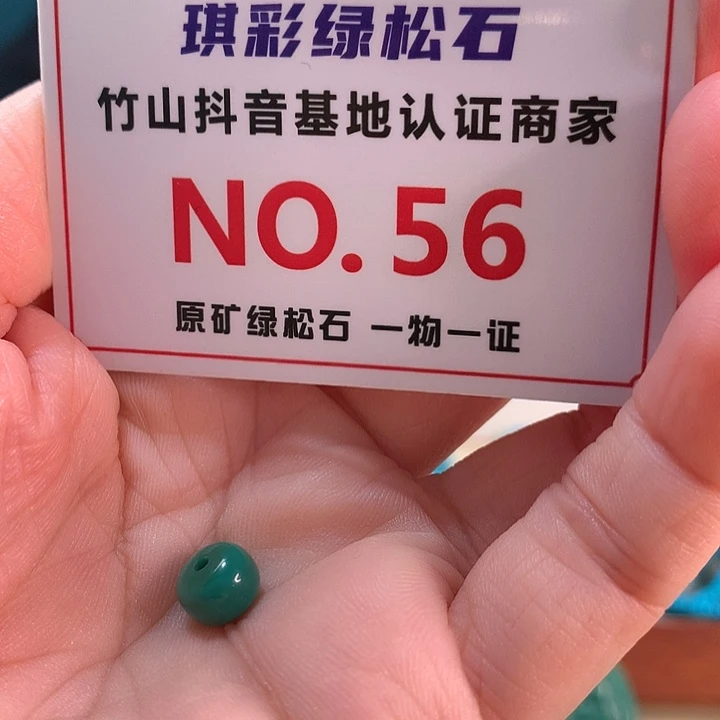 琪彩绿松石
竹山抖音基地认证商家
NO. 56
原矿绿松石 一物一证